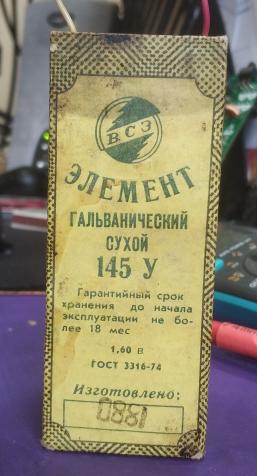 ВСЗ
ЭЛЕМЕНТ
ГАЛЬВАНИЧЕСКИЙ
СУХОЙ
145 У
Гарантийный срок
хранения до начала
эксплуатации не бо-
лее 18 мес
1,60 в
ГОСТ 3316-74
Изготовлено: